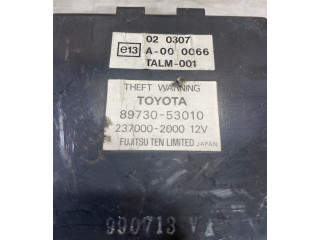 e13
02 0307
A-00 0066
TALM-001
THEFT WARNING
TOYOTA
89730-53010
237000-2000 12V
FUJITSU TEN LIMITED JAPAN
990713